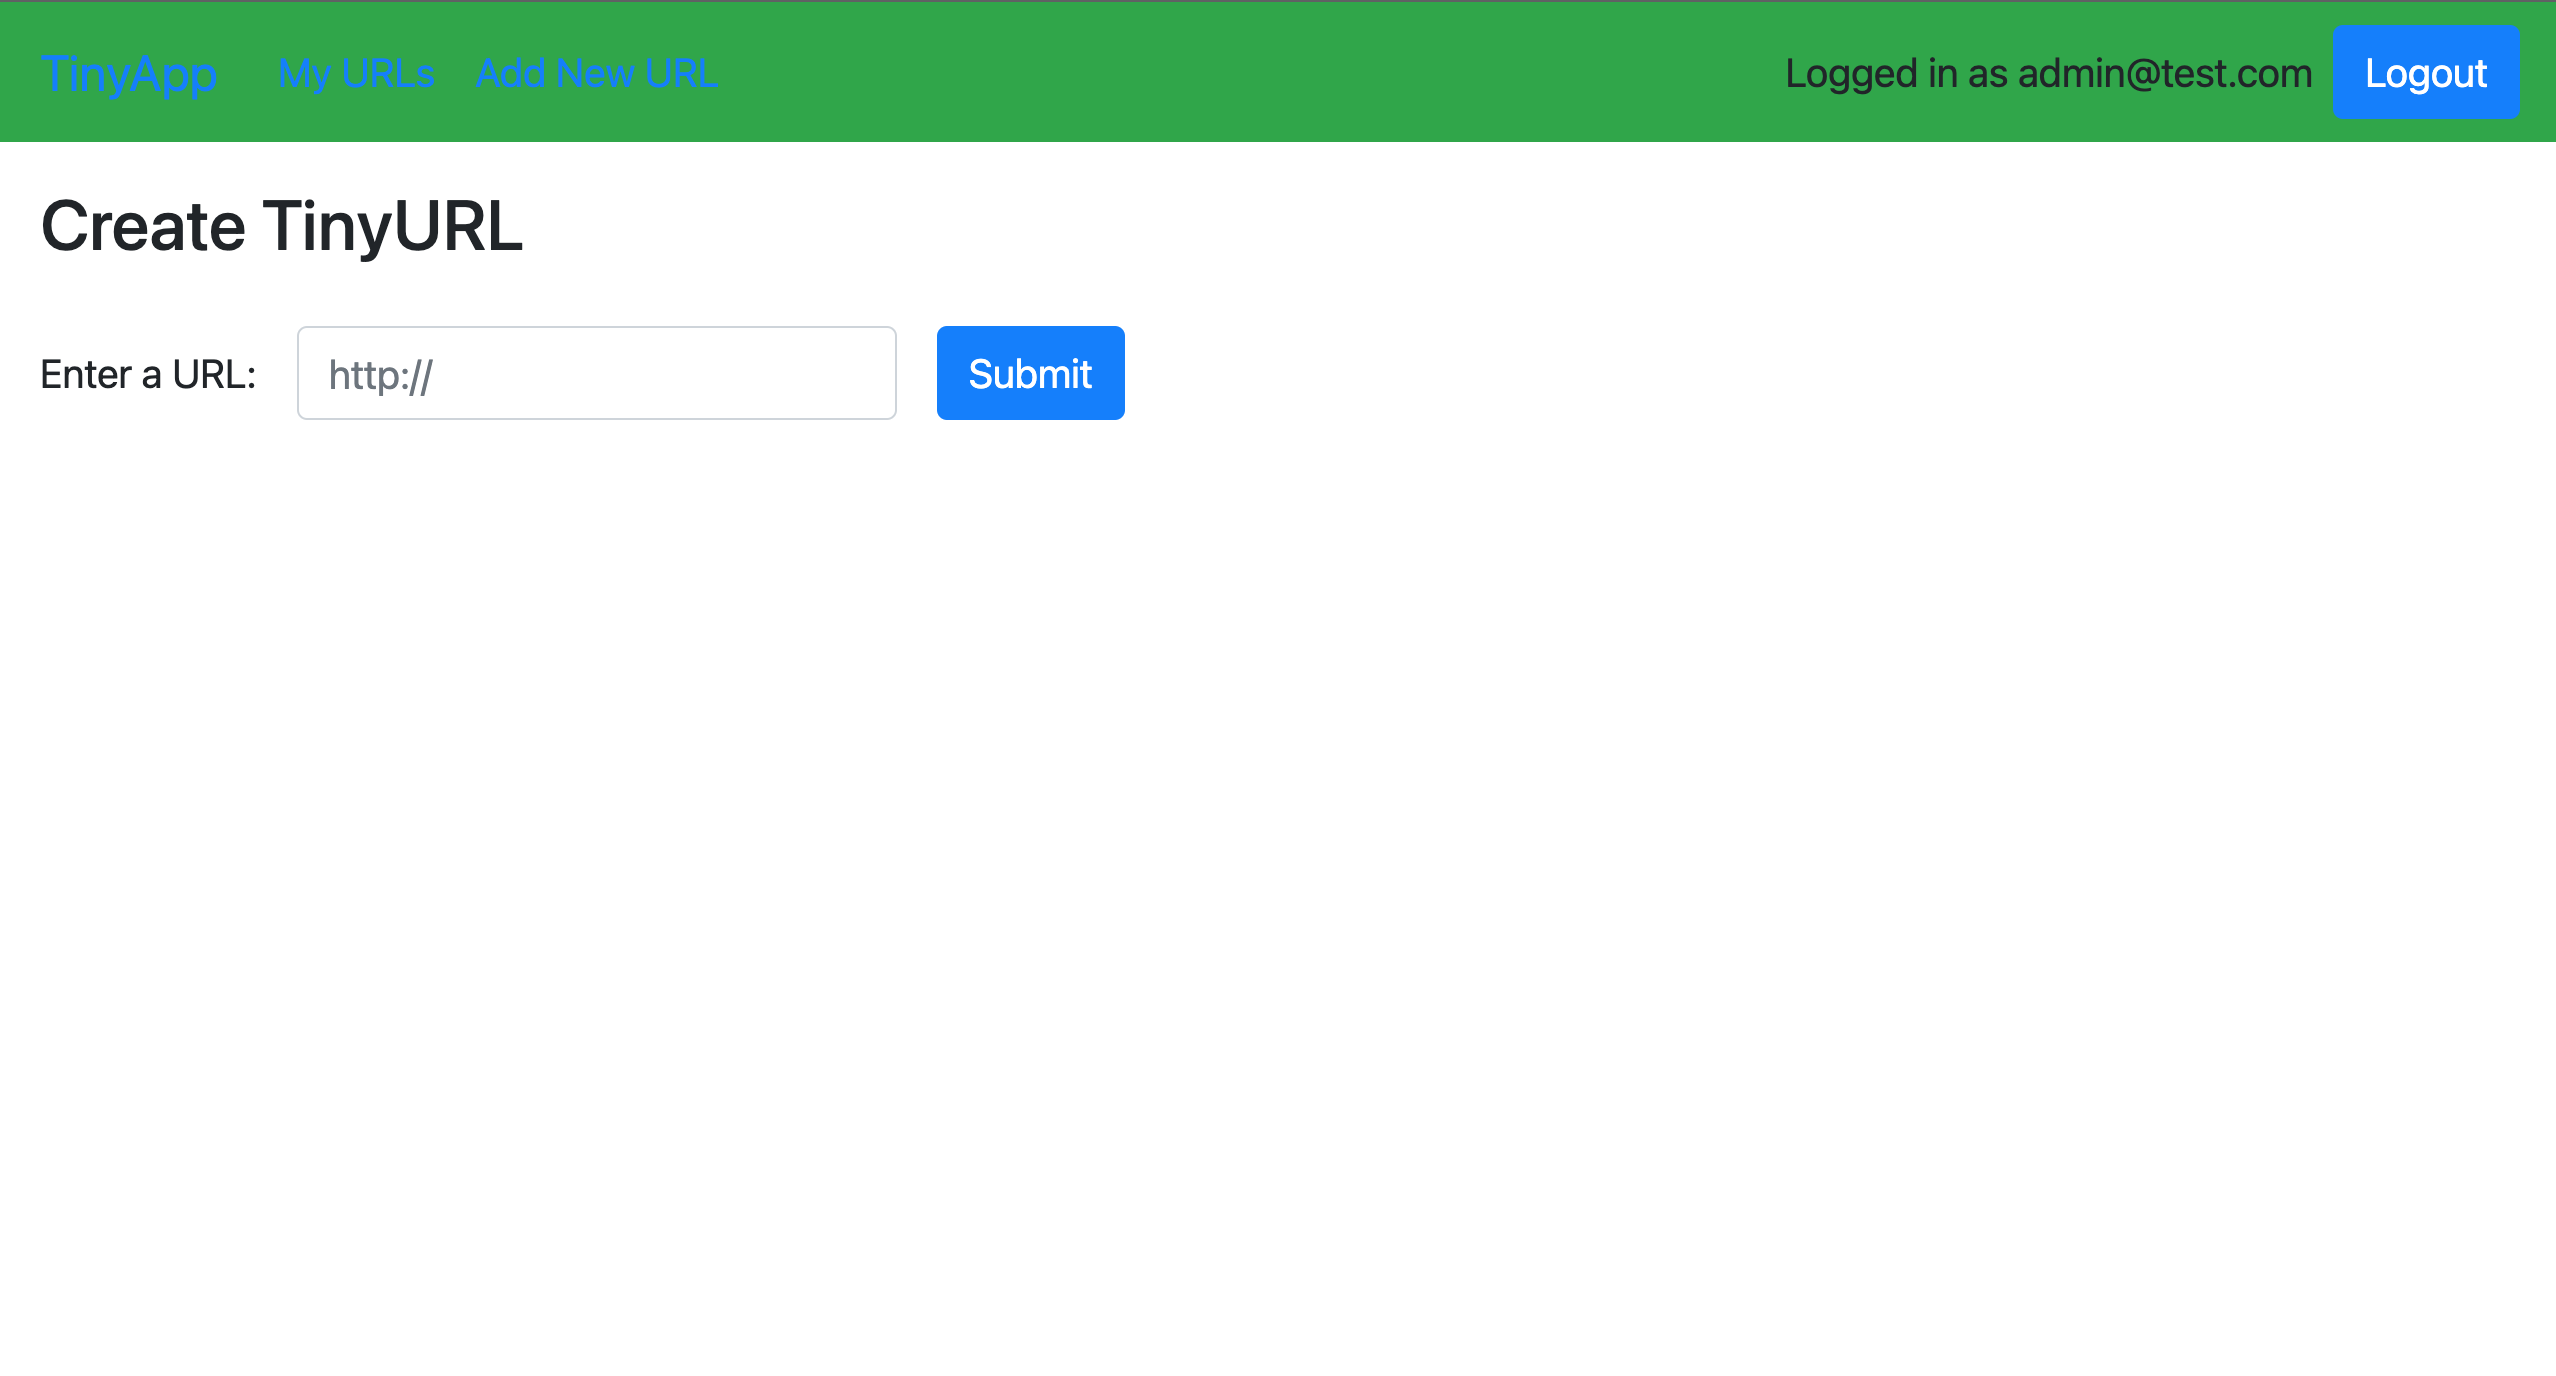 TinyApp My URLs Add New URL Logged in as admin@test.com Logout
Create TinyURL
Enter a URL: http:// Submit